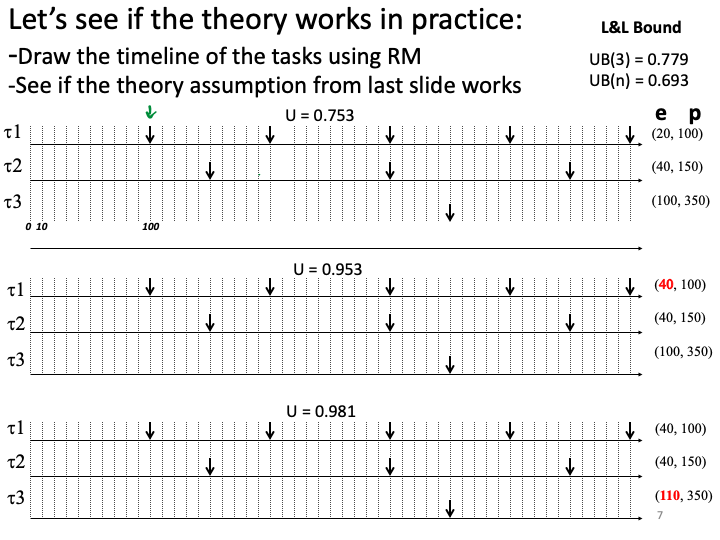 Let's see if the theory works in practice:
-Draw the timeline of the tasks using RM
-See if the theory assumption from last slide works
L&L Bound
UB(3) = 0.779
UB(n) = 0.693
U = 0.753
e p
τ1
(20, 100)
τ2
(40, 150)
τ3
(100, 350)
0 10 100
U = 0.953
τ1
(40, 100)
τ2
(40, 150)
τ3
(100, 350)
U = 0.981
τ1
(40, 100)
τ2
(40, 150)
τ3
(110, 350)
7